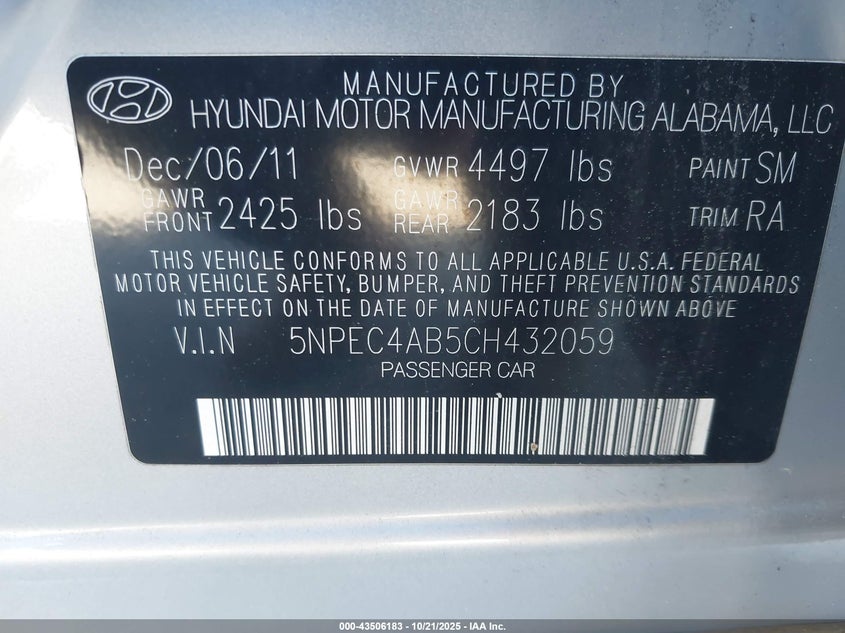 MANUFACTURED BY
HYUNDAI MOTOR MANUFACTURING ALABAMA, LLC
Dec/06/11 GVWR 4497 lbs PAINT SM
GAWR FRONT 2425 lbs GAWR REAR 2183 lbs TRIM RA
THIS VEHICLE CONFORMS TO ALL APPLICABLE U.S.A. FEDERAL
MOTOR VEHICLE SAFETY, BUMPER, AND THEFT PREVENTION STANDARDS
IN EFFECT ON THE DATE OF MANUFACTURE SHOWN ABOVE
V.I.N 5NPEC4AB5CH432059
PASSENGER CAR
000-43506183 - 10/21/2025 - IAA Inc.